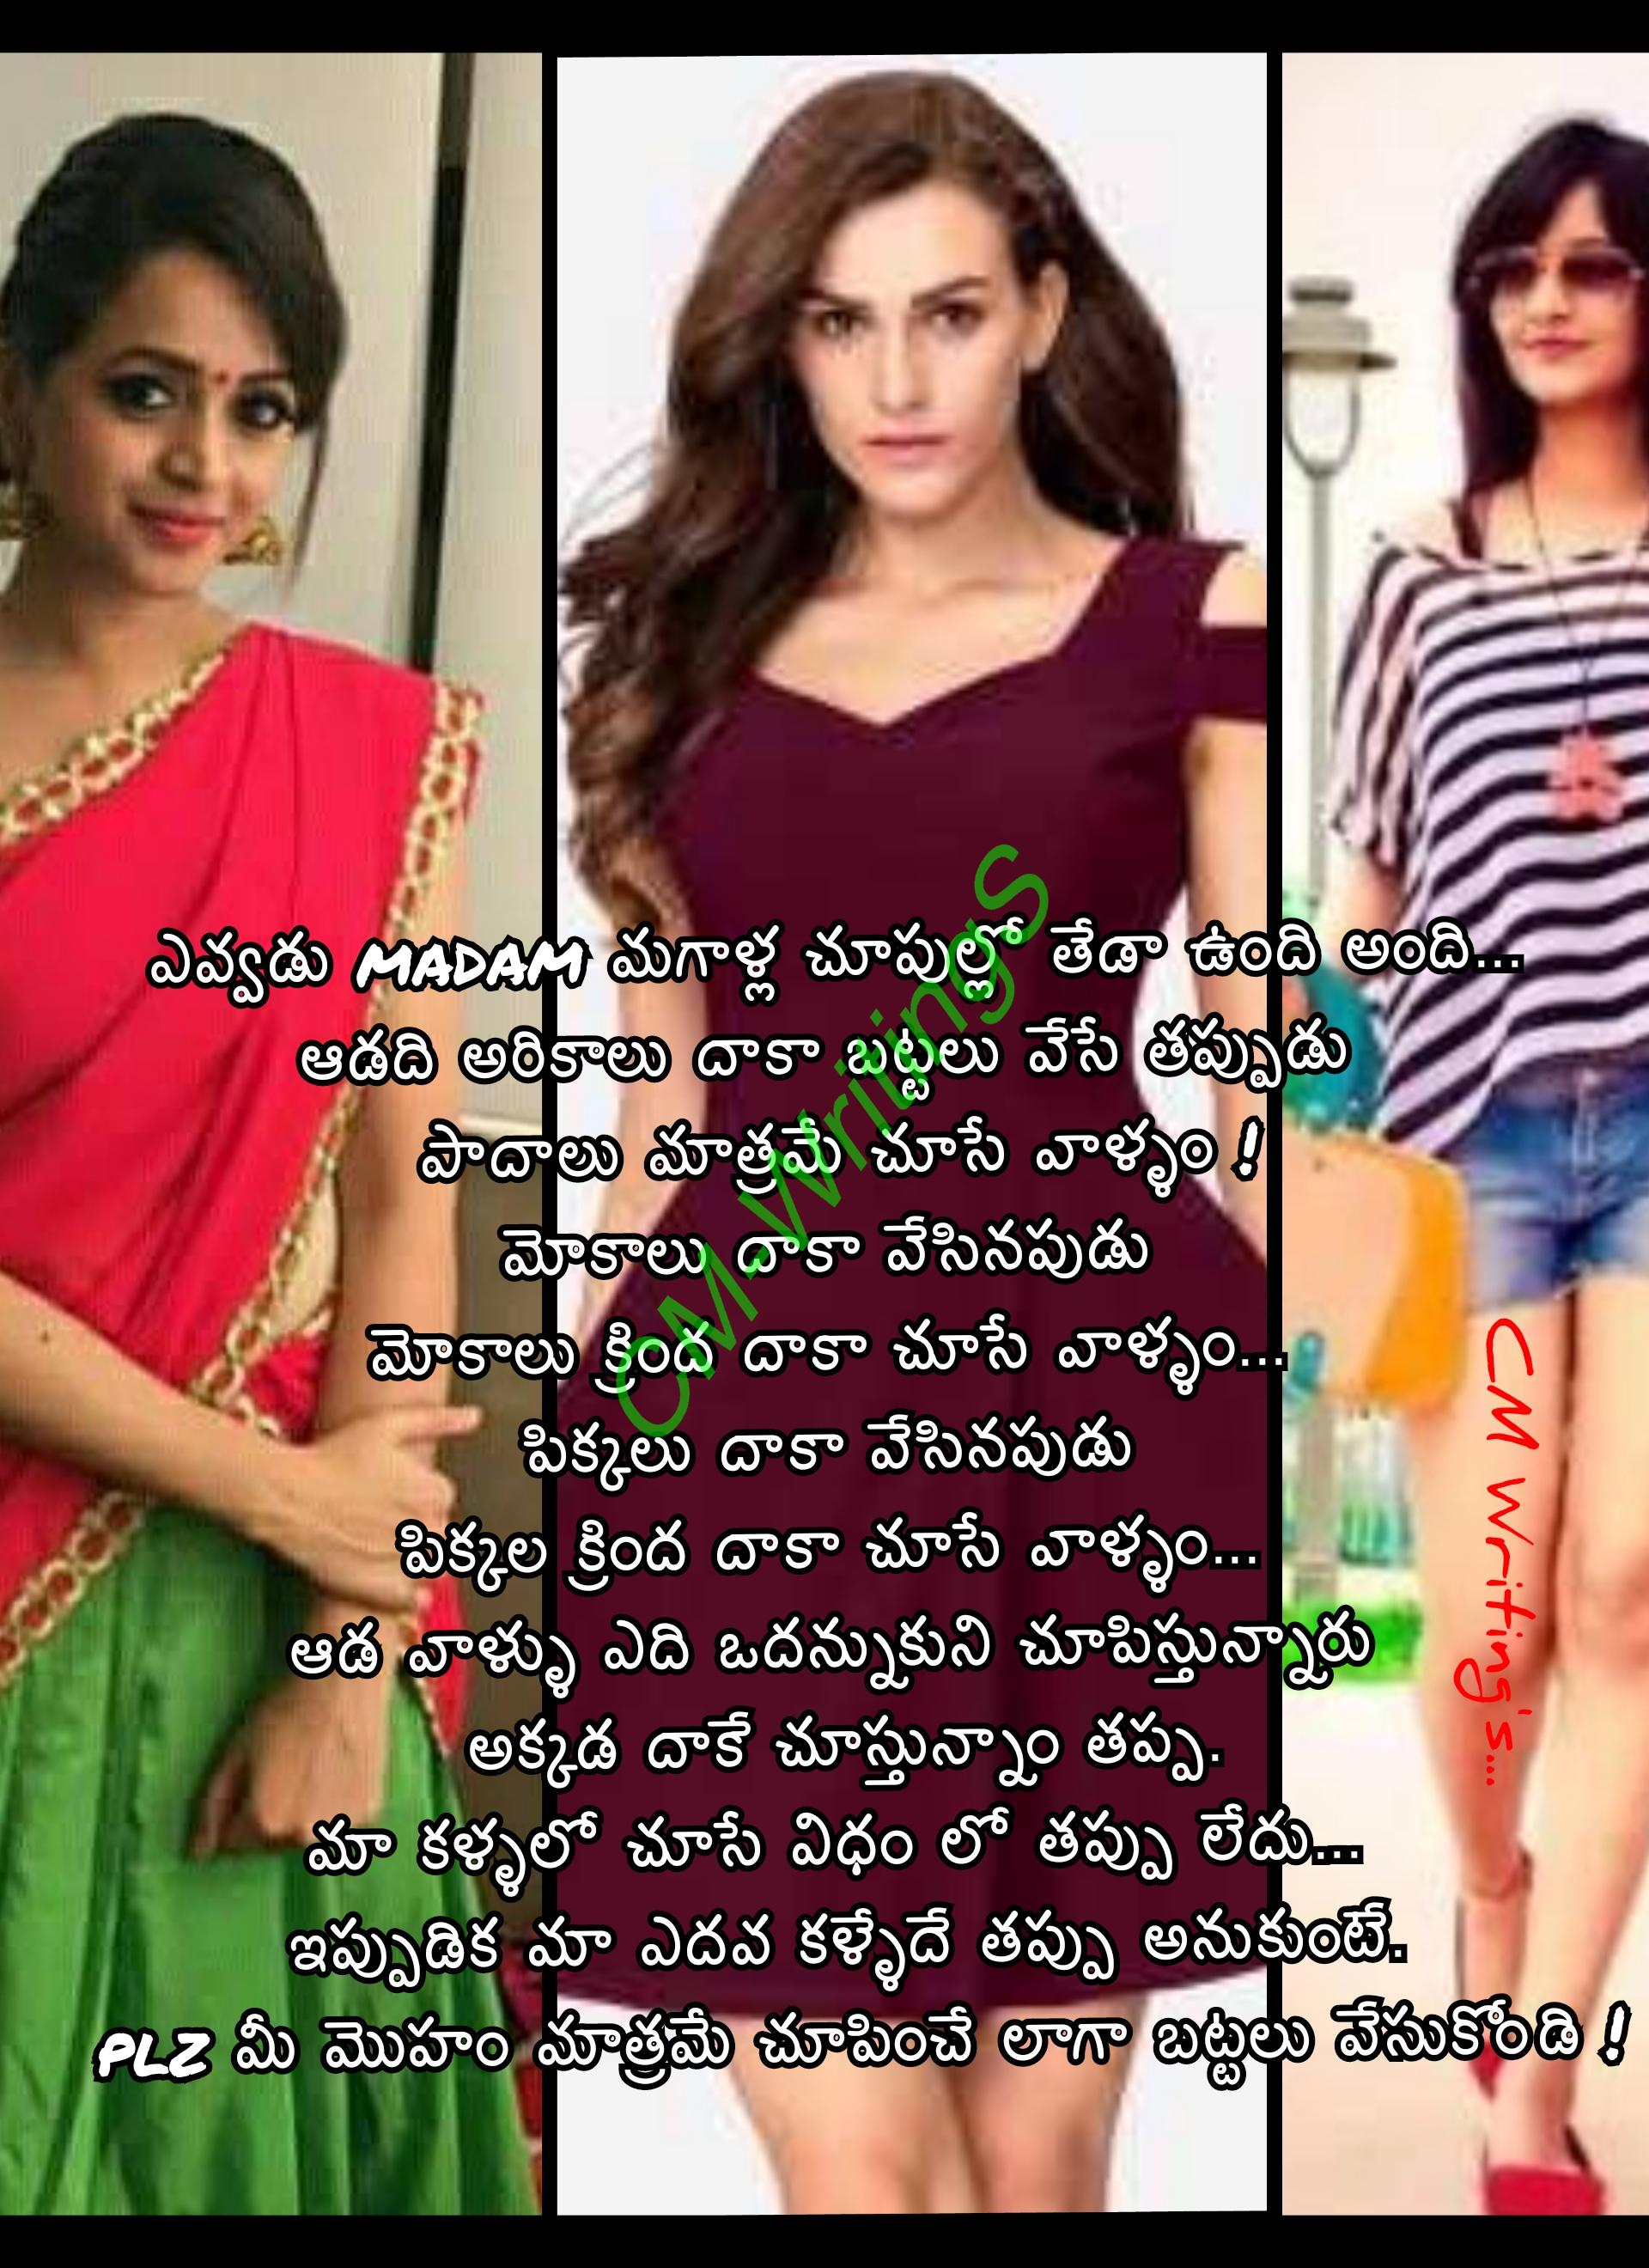 ఎవ్వడు MADAM మగాళ్ల చూపుల్లో తేడా ఉంది అంది...
ఆడది అరికాలు దాకా బట్టలు వేసే తప్పుడు
పాదాలు మాత్రమే చూసే వాళ్ళం !
మోకాలు దాకా వేసినపుడు
మోకాలు క్రింద దాకా చూసే వాళ్ళం...
పిక్కలు దాకా వేసినపుడు
పిక్కల క్రింద దాకా చూసే వాళ్ళం...
ఆడ వాళ్ళు ఎది ఒదన్నుకుని చూపిస్తున్నారు
అక్కడ దాకే చూస్తున్నాం తప్ప.
మా కళ్ళలో చూసే విధం లో తప్పు లేదు...
ఇప్పుడిక మా ఎదవ కళ్ళేదే తప్పు అనుకుంటే.
PLZ మీ మొహం మాత్రమే చూపించే లాగా బట్టలు వేసుకోండి !
CM-WritingS
CM Writing's...